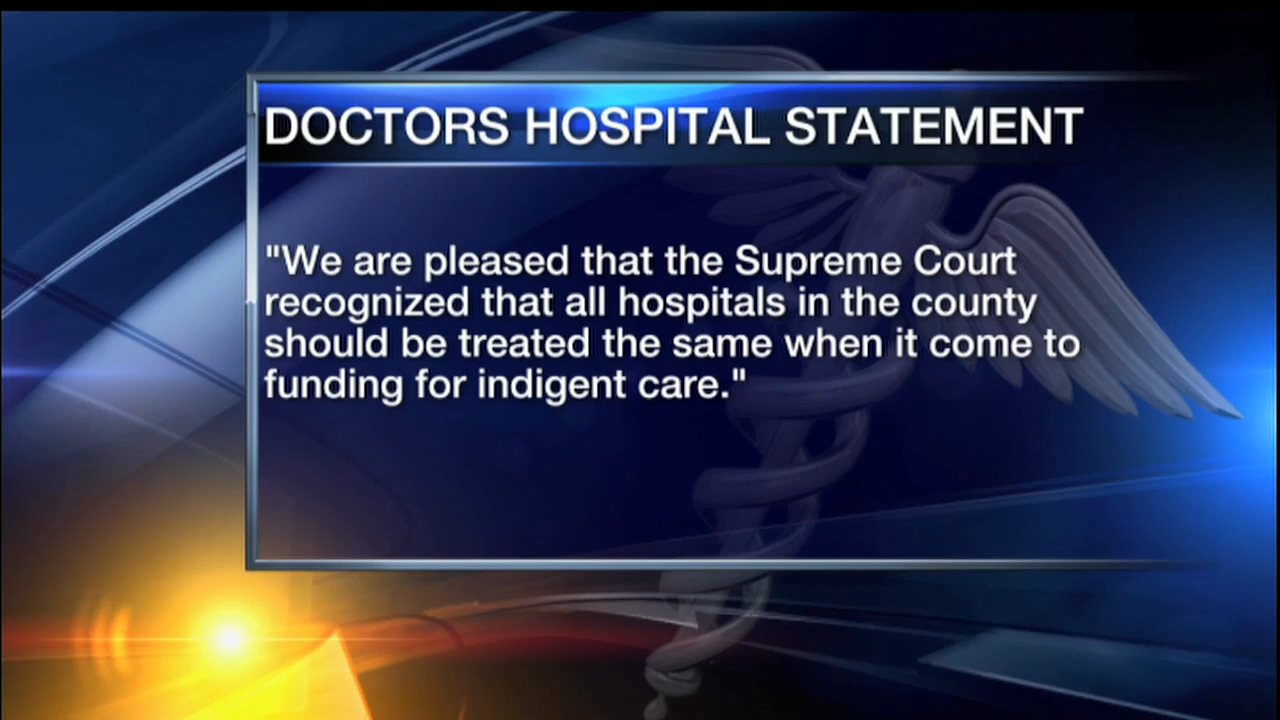 DOCTORS HOSPITAL STATEMENT
"We are pleased that the Supreme Court
recognized that all hospitals in the county
should be treated the same when it come to
funding for indigent care."